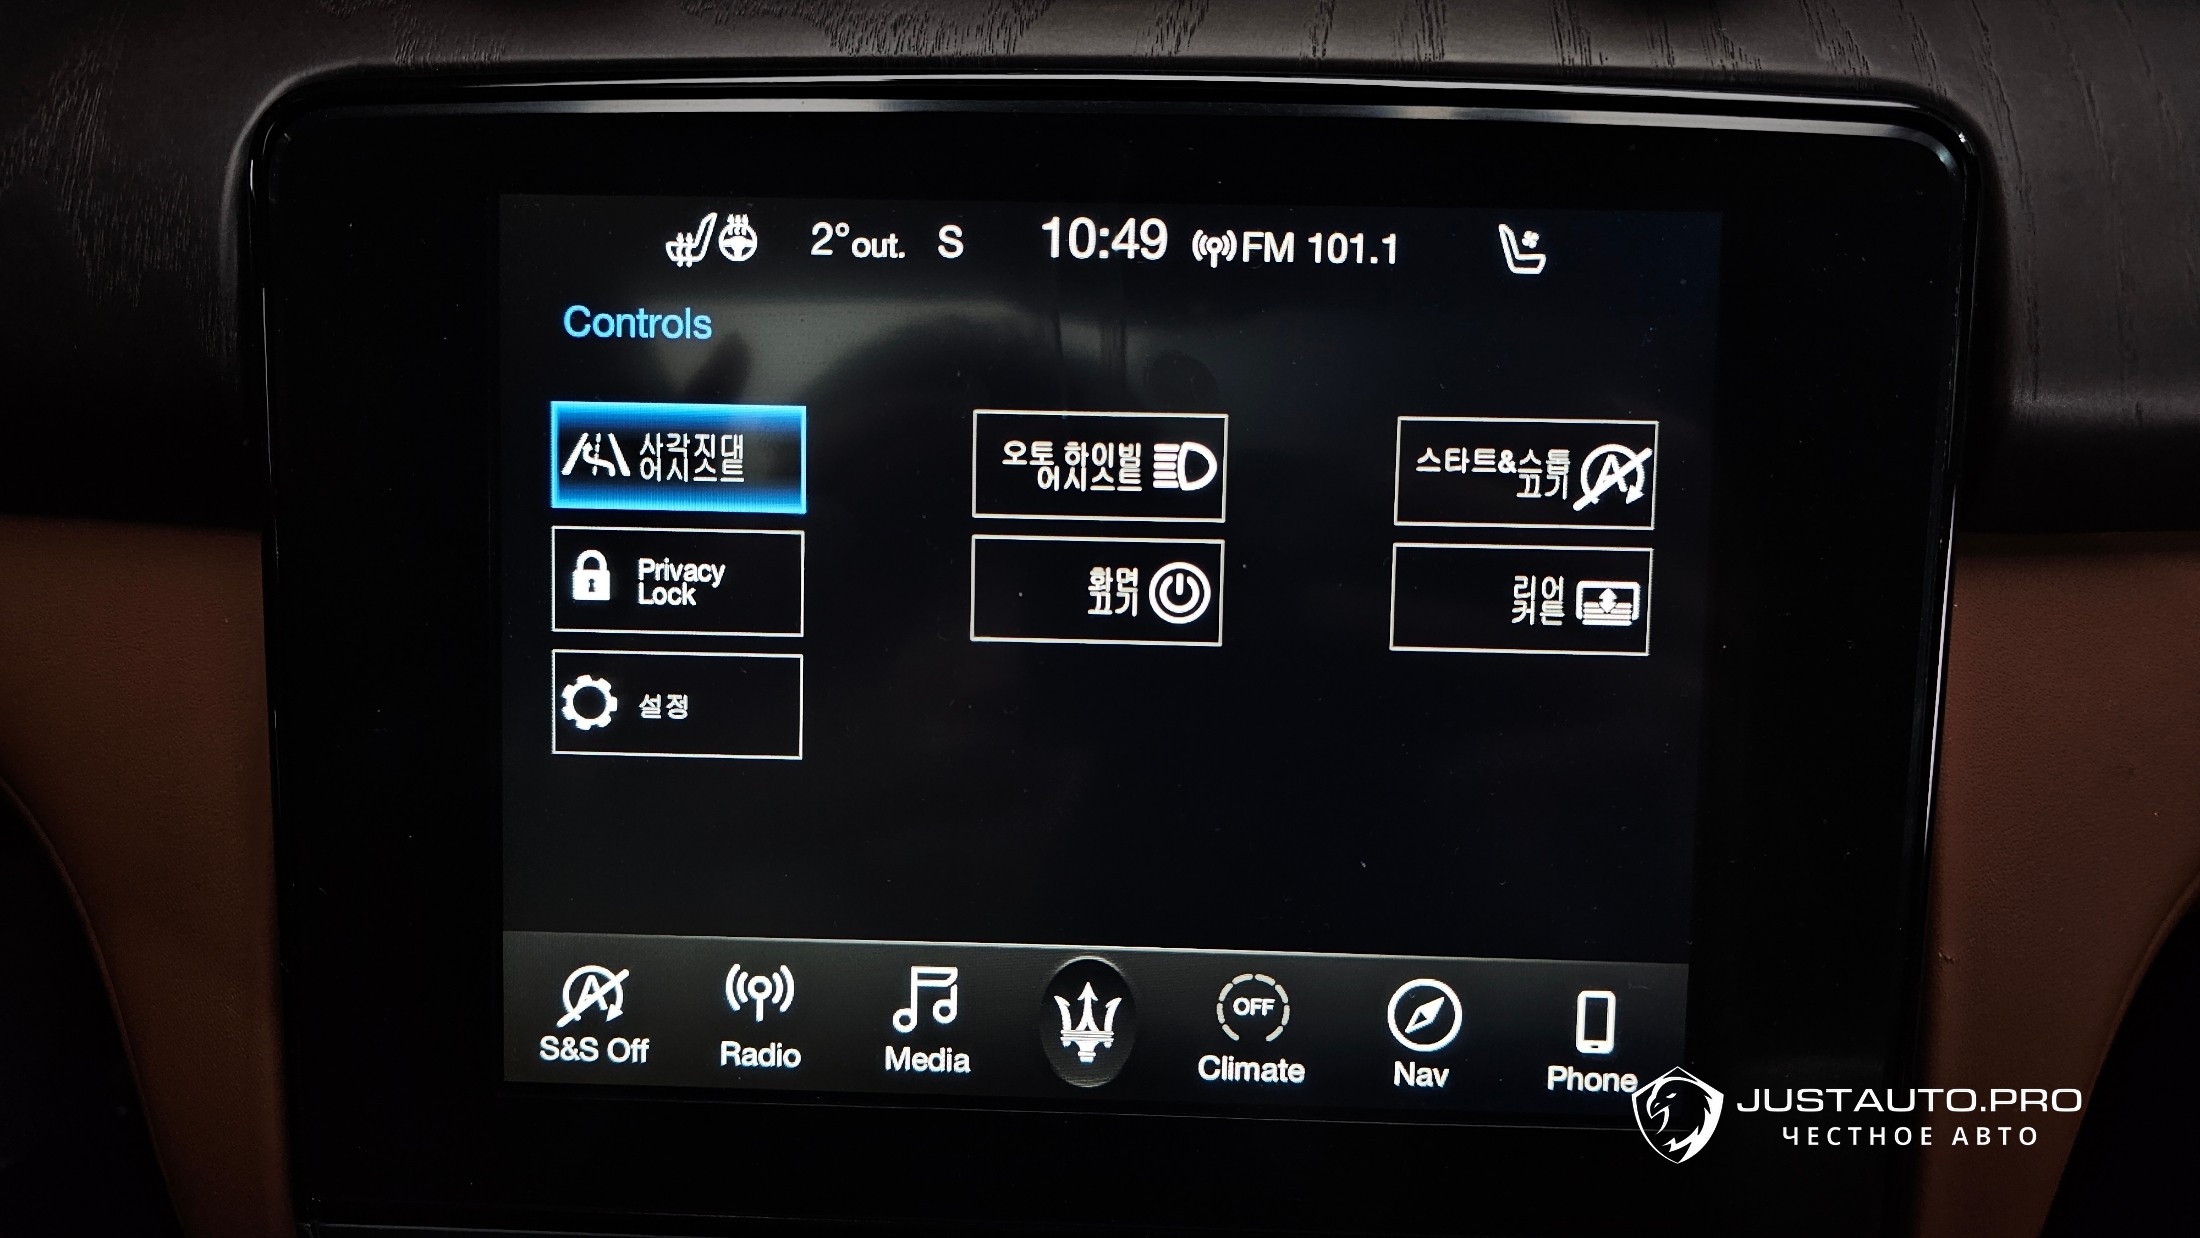 2°out. S 10:49 FM 101.1
Controls
사각지대
어시스트
오토 하이빔
어시스트
스타트&스톱
끄기
Privacy
Lock
화면
끄기
리어
커튼
설정
S&S Off
Radio
Media
OFF
Climate
Nav
Phone
JUSTAUTO.PRO
ЧЕСТНОЕ АВТО